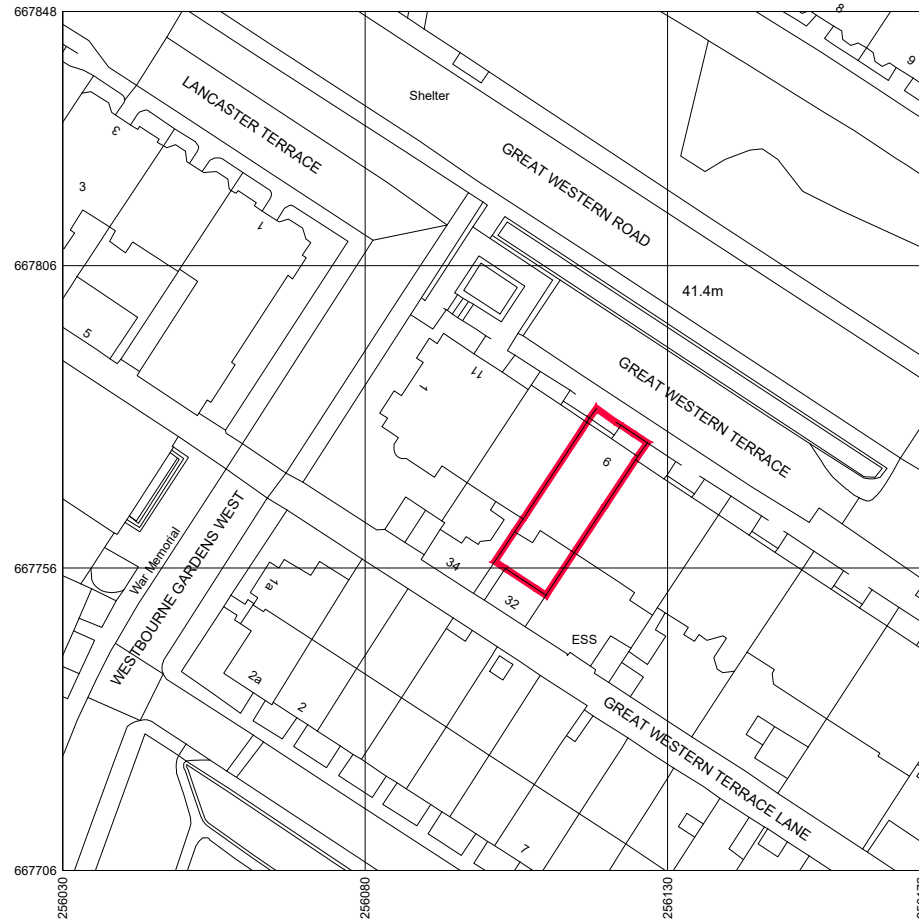 667848
8
9
Shelter
LANCASTER TERRACE
GREAT WESTERN ROAD
3
3
1
667806
41.4m
5
11
1
GREAT WESTERN TERRACE
6
WESTBOURNE GARDENS WEST
War Memorial
667756
34
1a
32
ESS
2a
2
GREAT WESTERN TERRACE LANE
7
667706
256030
256080
256130